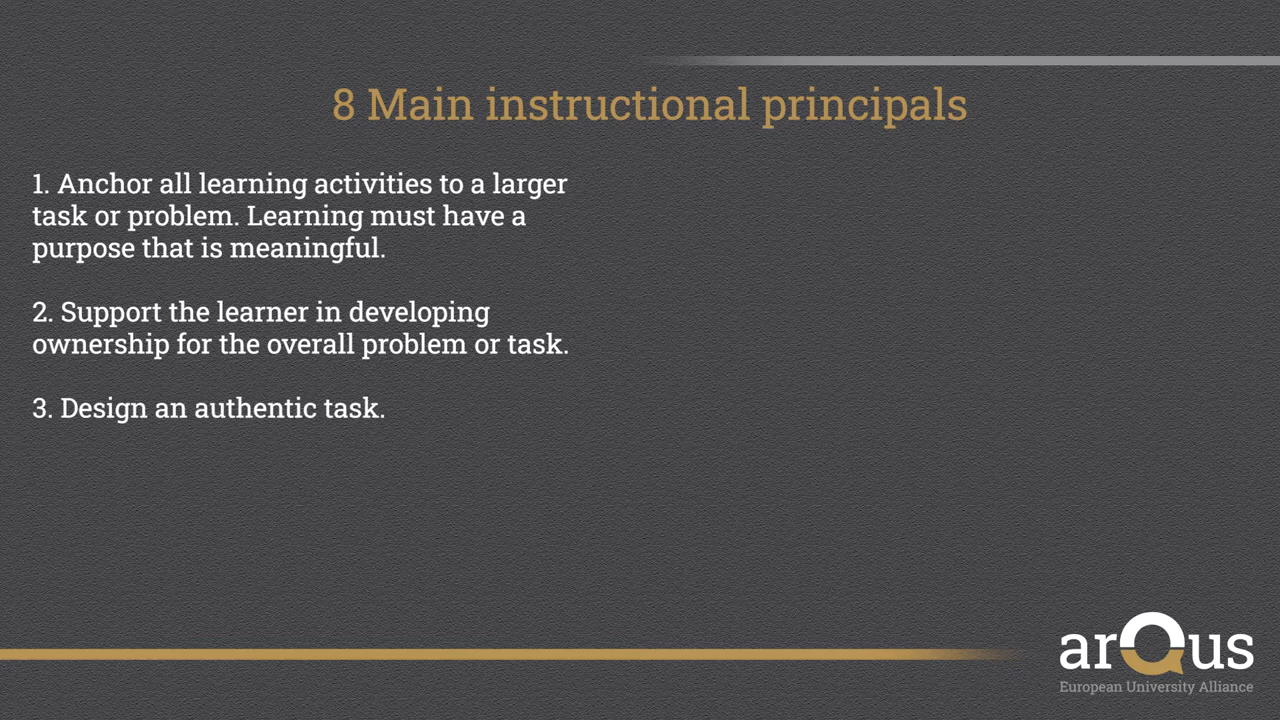 8 Main instructional principals
1. Anchor all learning activities to a larger
task or problem. Learning must have a
purpose that is meaningful.
2. Support the learner in developing
ownership for the overall problem or task.
3. Design an authentic task.
arQus
European University Alliance